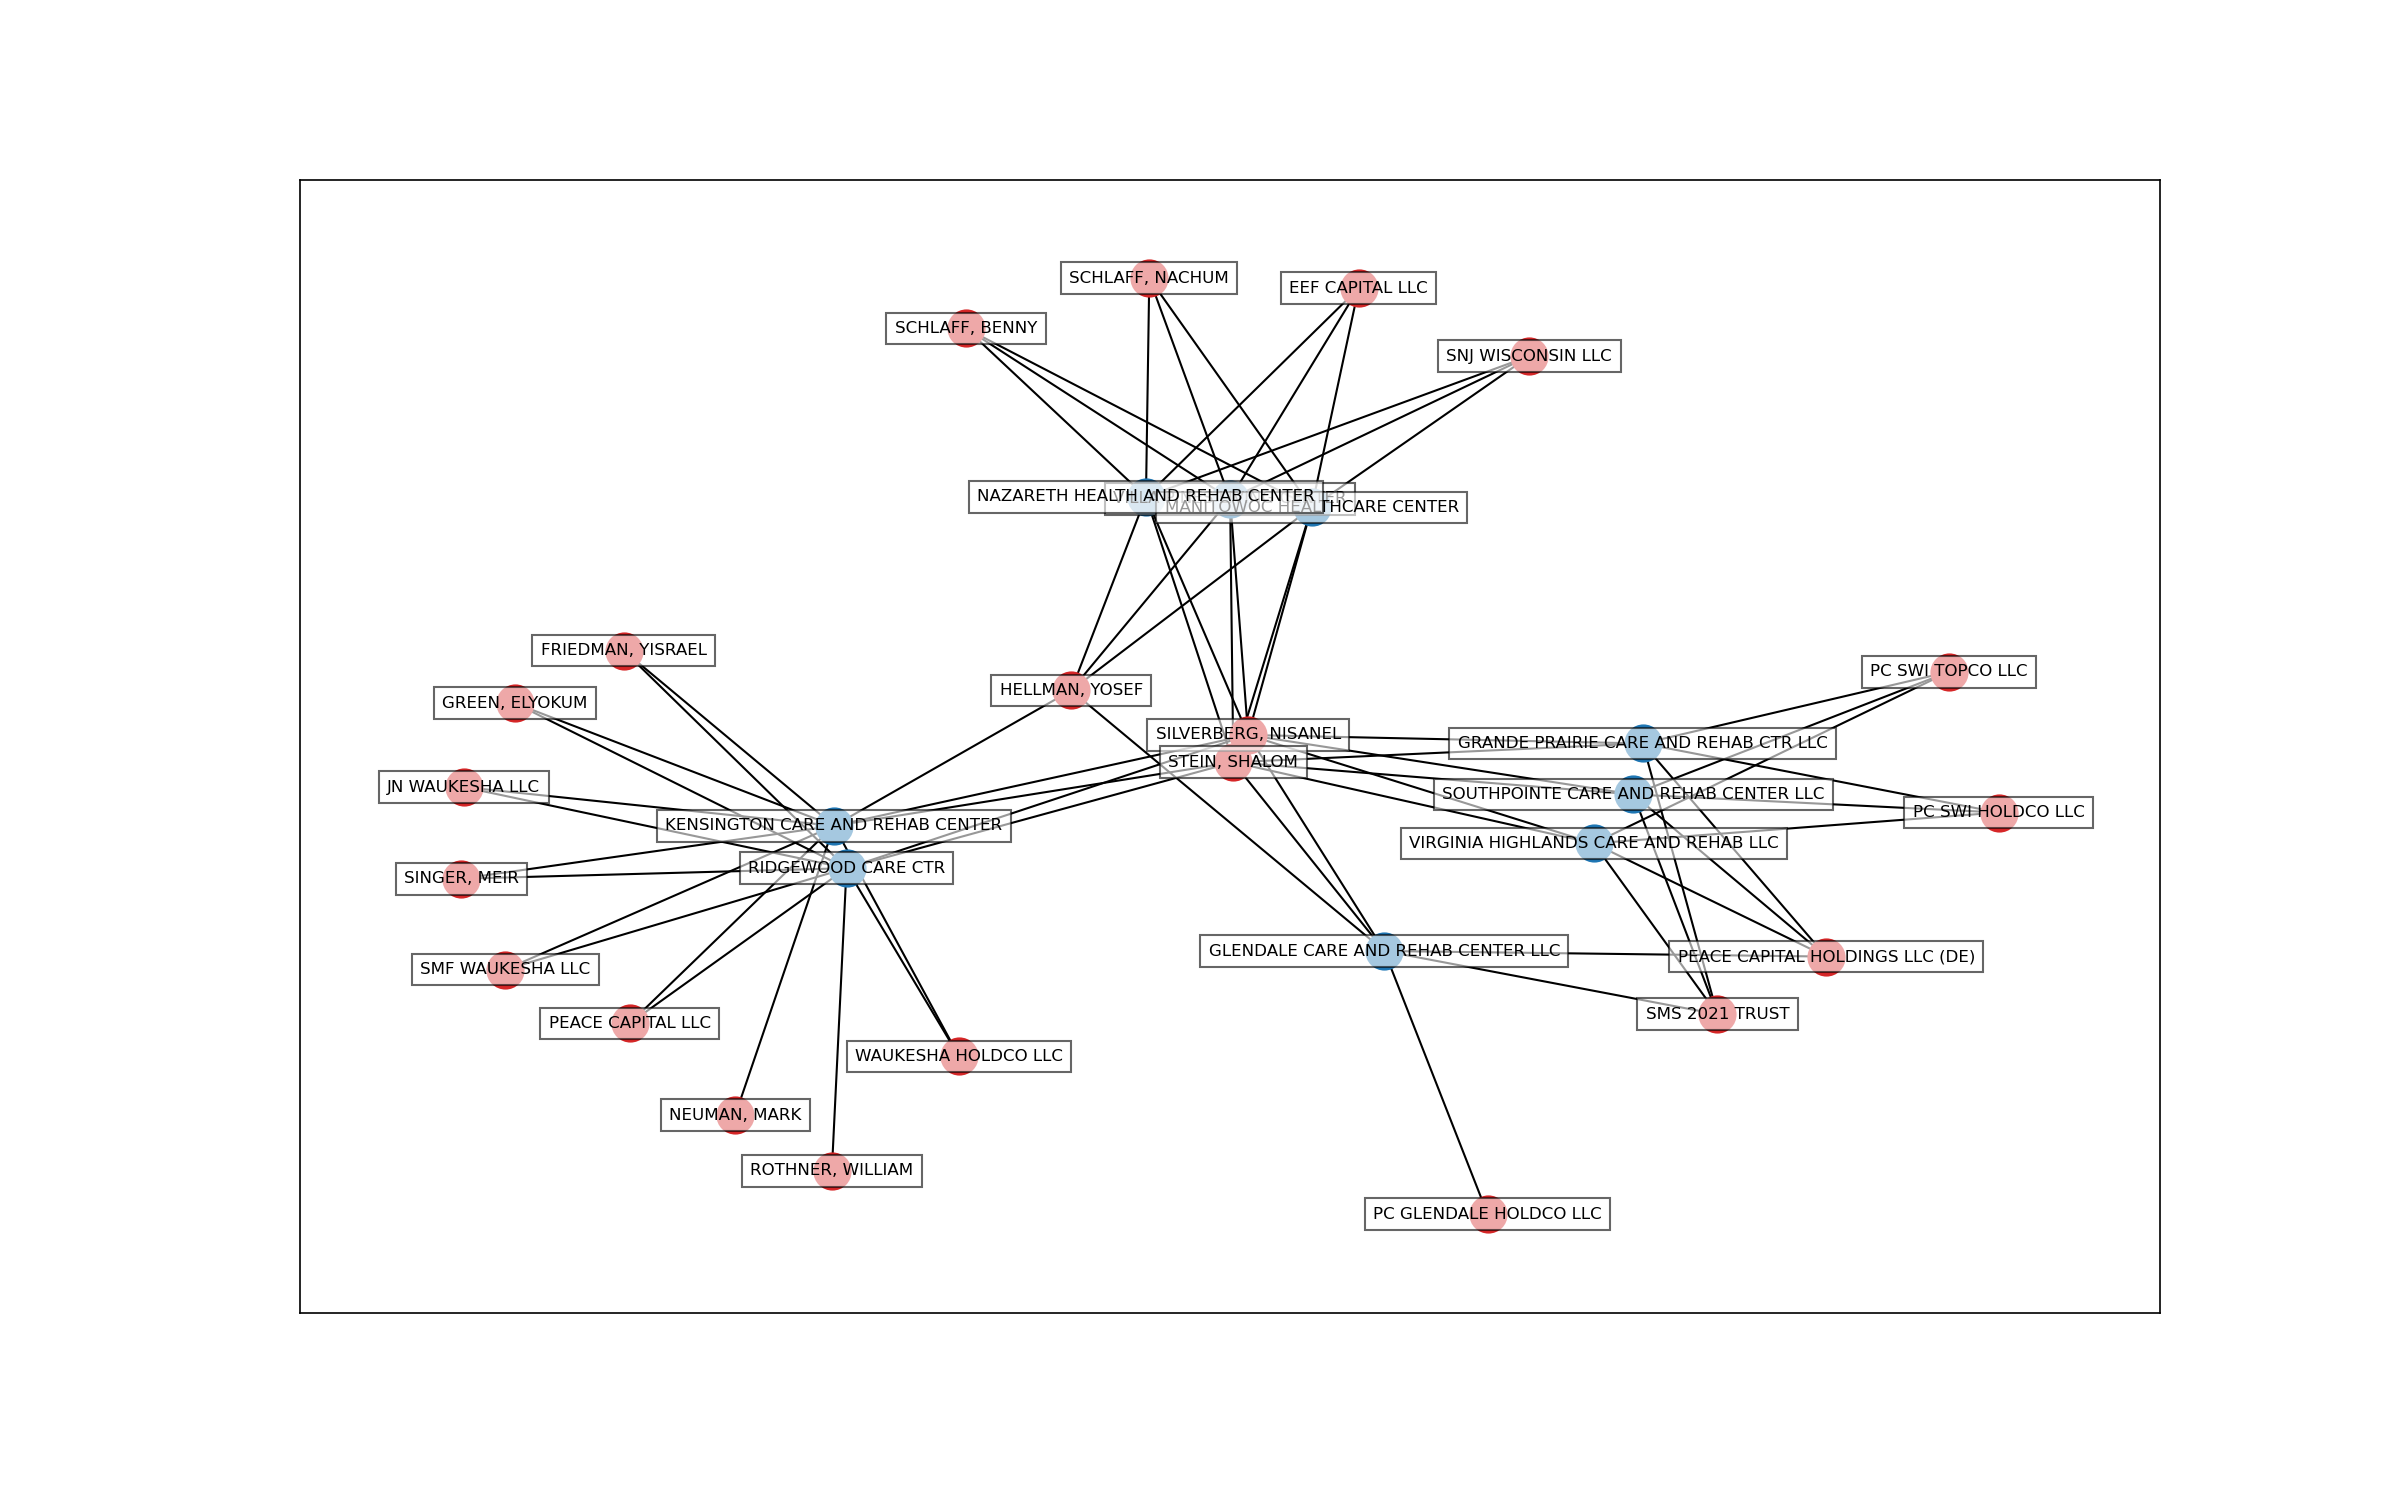 SCHLAFF, NACHUM
EEF CAPITAL LLC
SCHLAFF, BENNY
SNJ WISCONSIN LLC
NAZARETH HEALTH AND REHAB CENTER
MANITOWOC HEALTHCARE CENTER
FRIEDMAN, YISRAEL
PC SWI TOPCO LLC
HELLMAN, YOSEF
GREEN, ELYOKUM
SILVERBERG, NISANEL
GRANDE PRAIRIE CARE AND REHAB CTR LLC
STEIN, SHALOM
JN WAUKESHA LLC
SOUTHPOINTE CARE AND REHAB CENTER LLC
PC SWI HOLDCO LLC
KENSINGTON CARE AND REHAB CENTER
VIRGINIA HIGHLANDS CARE AND REHAB LLC
RIDGEWOOD CARE CTR
SINGER, MEIR
GLENDALE CARE AND REHAB CENTER LLC
PEACE CAPITAL HOLDINGS LLC (DE)
SMF WAUKESHA LLC
SMS 2021 TRUST
PEACE CAPITAL LLC
WAUKESHA HOLDCO LLC
NEUMAN, MARK
ROTHNER, WILLIAM
PC GLENDALE HOLDCO LLC